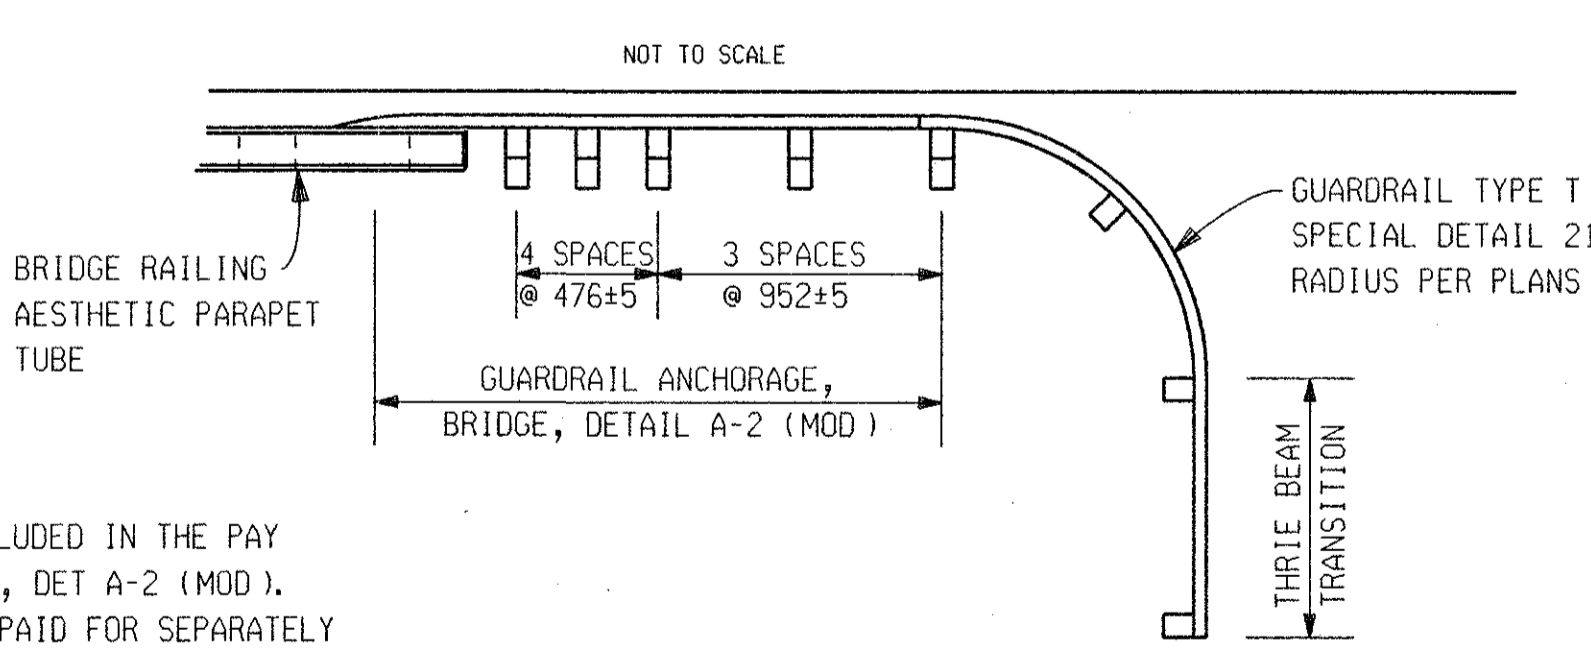 NOT TO SCALE
GUARDRAIL TYPE T
SPECIAL DETAIL 21
RADIUS PER PLANS
BRIDGE RAILING
AESTHETIC PARAPET
TUBE
4 SPACES
@ 476±5
3 SPACES
@ 952±5
GUARDRAIL ANCHORAGE,
BRIDGE, DETAIL A-2 (MOD)
THRIE BEAM
TRANSITION
LUDED IN THE PAY
, DET A-2 (MOD).
PAID FOR SEPARATELY